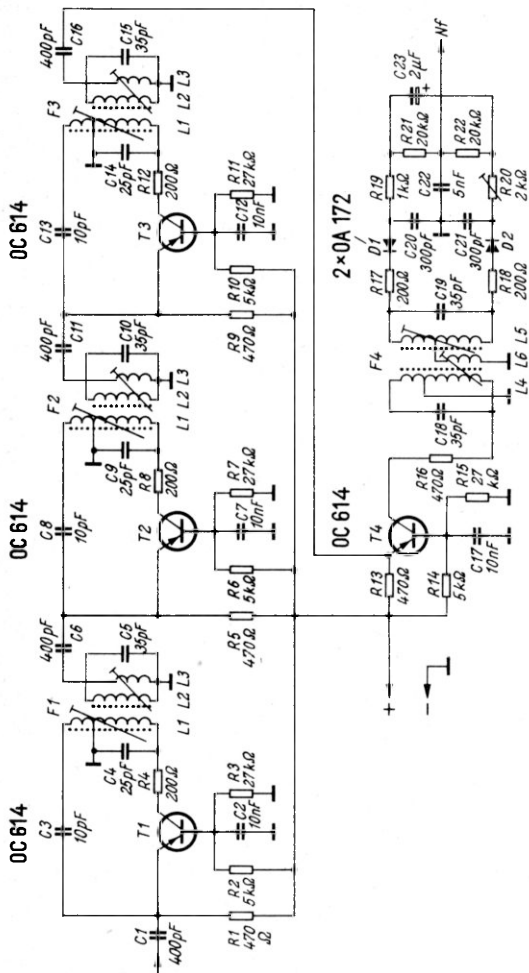 OC 614
OC 614
OC 614
C3
10pF
C8
10pF
C13
10pF
F1
F2
F3
C6
400pF
C11
400pF
C16
400pF
C4
25pF
R4
200Ω
C5
35pF
L1 L2 L3
C9
25pF
R8
200Ω
C10
35pF
L1 L2 L3
C14
25pF
R12
200Ω
C15
35pF
L1 L2 L3
T1
T2
T3
C1
400pF
R1
470
Ω
R2
5kΩ
C2
10nF
R3
27kΩ
R5
470Ω
R6
5kΩ
C7
10nF
R7
27kΩ
R9
470Ω
R10
5kΩ
C12
10nF
R11
27kΩ
OC 614
2×OA 172
+
−
R13
470Ω
R14
5kΩ
T4
C17
10nF
R15
27
kΩ
R16
470Ω
C18
35pF
F4
L4 L6 L5
C19
35pF
R17
200Ω
R18
200Ω
D1
D2
C20
300pF
C21
300pF
R19
1kΩ
R20
2kΩ
C22
5nF
R21
20kΩ
R22
20kΩ
C23
2µF
+
Nf